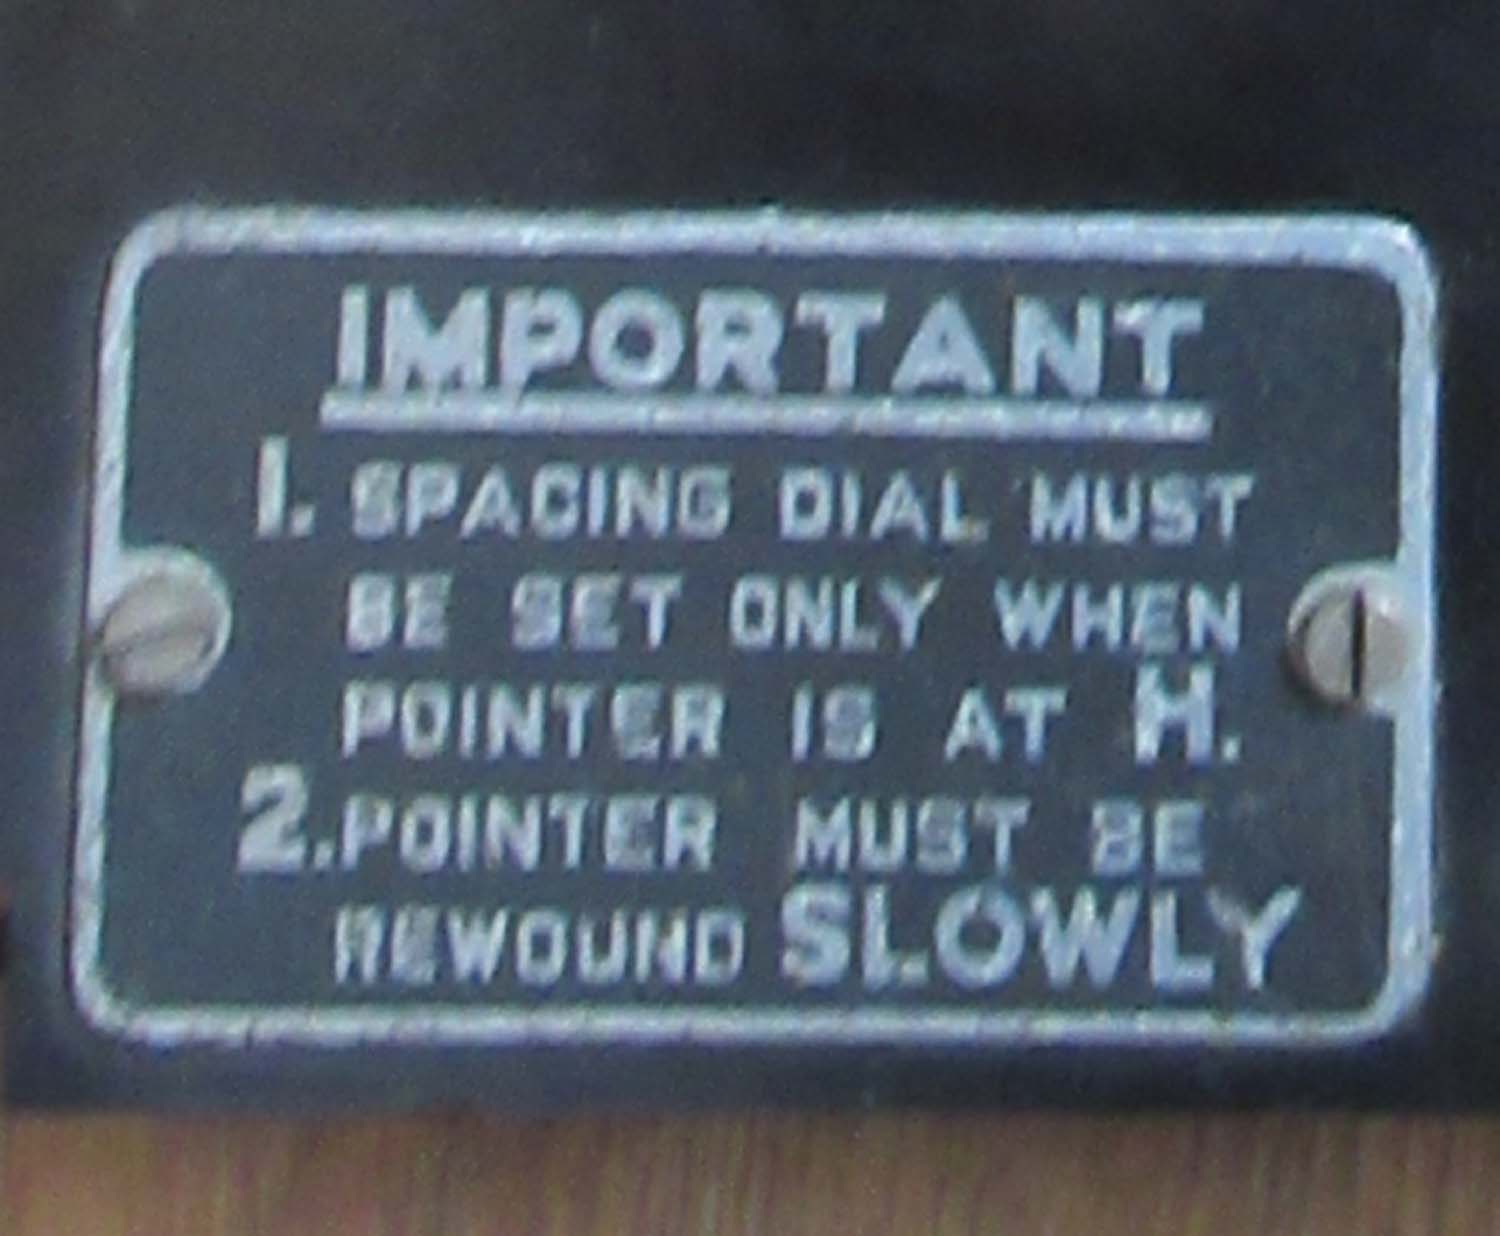 IMPORTANT
1. SPACING DIAL MUST
BE SET ONLY WHEN
POINTER IS AT H.
2. POINTER MUST BE
REWOUND SLOWLY